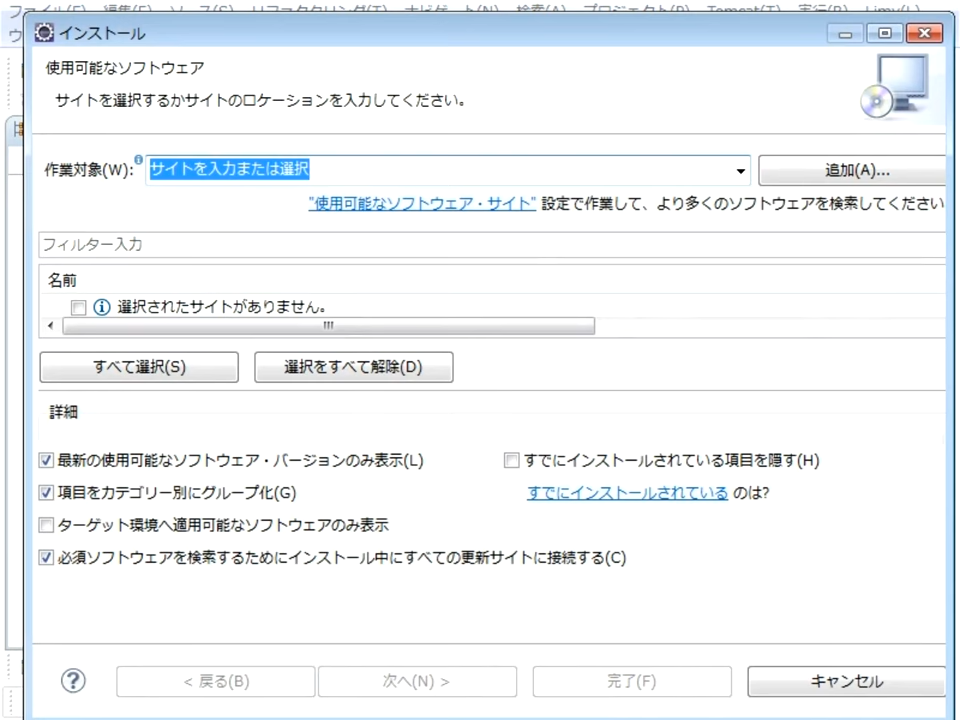 インストール
使用可能なソフトウェア
サイトを選択するかサイトのロケーションを入力してください。
作業対象(W): サイトを入力または選択 追加(A)...
"使用可能なソフトウェア・サイト" 設定で作業して、より多くのソフトウェアを検索してください
フィルター入力
名前
選択されたサイトがありません。
すべて選択(S) 選択をすべて解除(D)
詳細
最新の使用可能なソフトウェア・バージョンのみ表示(L) すでにインストールされている項目を隠す(H)
項目をカテゴリー別にグループ化(G) すでにインストールされている のは?
ターゲット環境へ適用可能なソフトウェアのみ表示
必須ソフトウェアを検索するためにインストール中にすべての更新サイトに接続する(C)
< 戻る(B) 次へ(N) > 完了(F) キャンセル